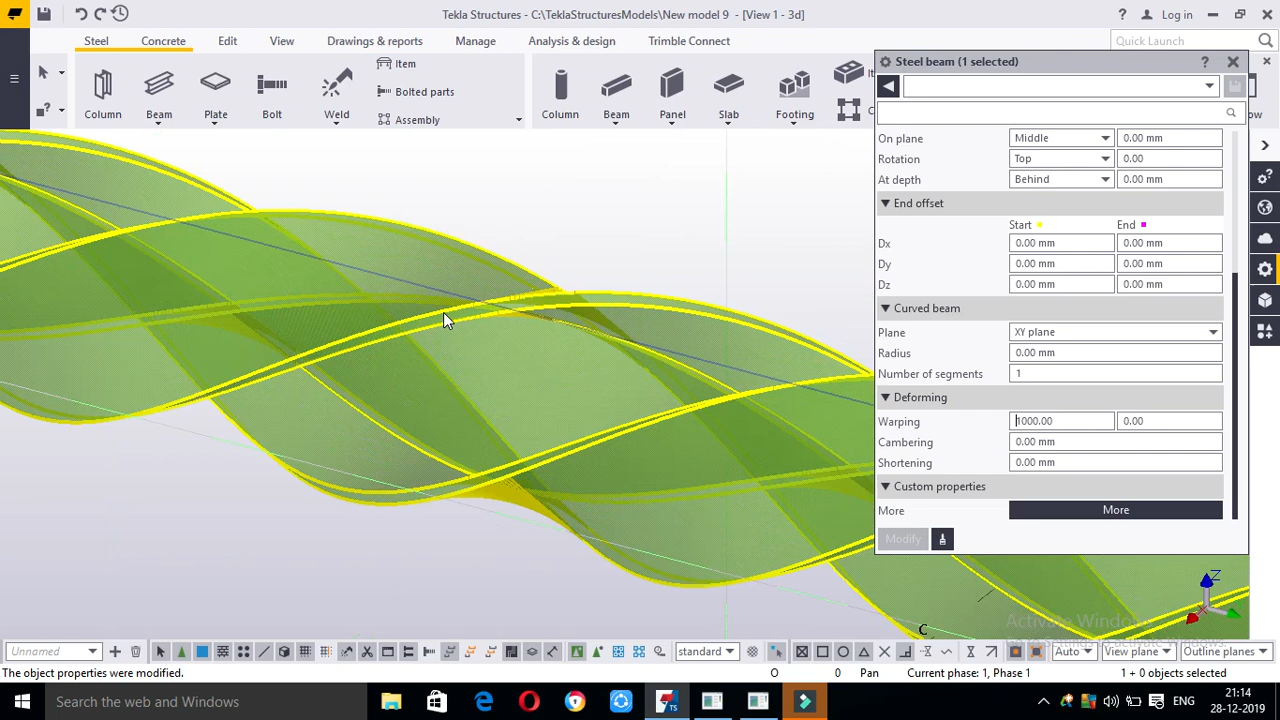 Tekla Structures - C:\TeklaStructuresModels\New model 9 - [View 1 - 3d]
Log in
Steel Concrete Edit View Drawings & reports Manage Analysis & design Trimble Connect
Quick Launch
Column Beam Plate Bolt Weld
Item
Bolted parts
Assembly
Column Beam Panel Slab Footing
Steel beam (1 selected)
On plane Middle 0.00 mm
Rotation Top 0.00
At depth Behind 0.00 mm
End offset
Start End
Dx 0.00 mm 0.00 mm
Dy 0.00 mm 0.00 mm
Dz 0.00 mm 0.00 mm
Curved beam
Plane XY plane
Radius 0.00 mm
Number of segments 1
Deforming
Warping 1000.00 0.00
Cambering 0.00 mm
Shortening 0.00 mm
Custom properties
More More
Modify
Z
C
Activate Windows
Unnamed standard Auto View plane Outline planes
The object properties were modified. O 0 Pan Current phase: 1, Phase 1 1 + 0 objects selected
Search the web and Windows
ENG 21:14
28-12-2019